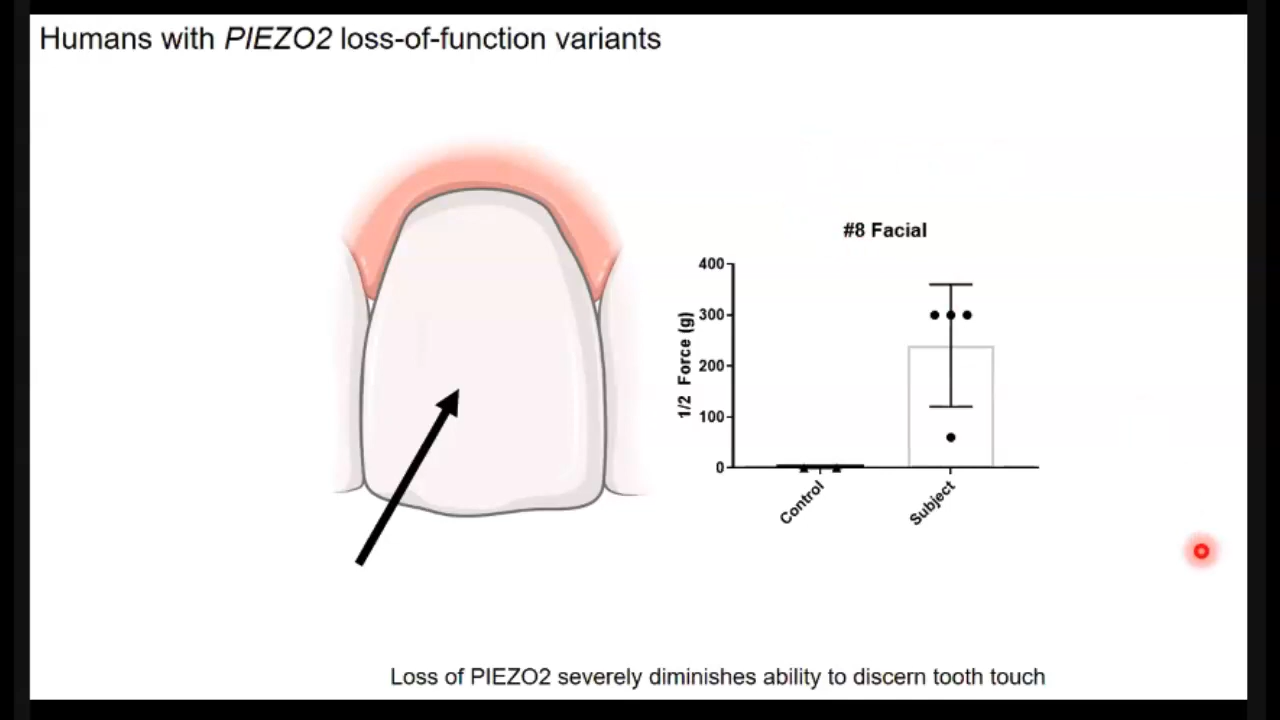 Humans with PIEZO2 loss-of-function variants
#8 Facial
1/2 Force (g)
400
300
200
100
0
Control
Subject
Loss of PIEZO2 severely diminishes ability to discern tooth touch